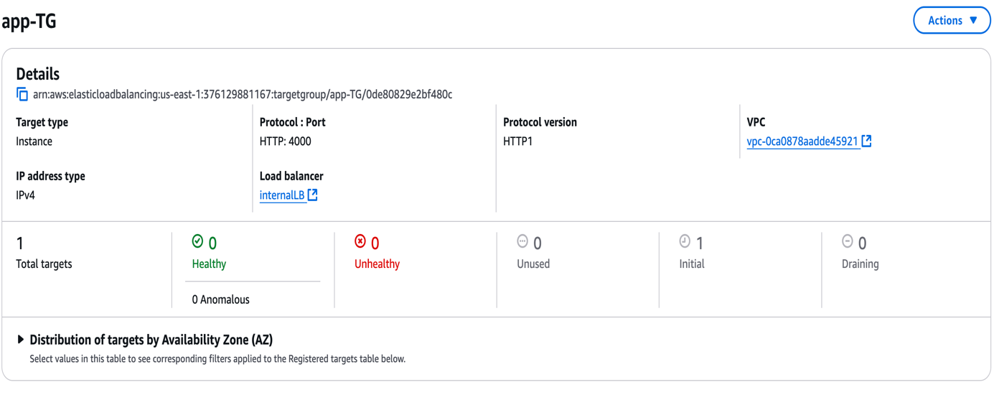 app-TG
Actions
Details
arn:aws:elasticloadbalancing:us-east-1:376129881167:targetgroup/app-TG/0de80829e2bf480c
Target type
Instance
Protocol : Port
HTTP: 4000
Protocol version
HTTP1
VPC
vpc-0ca0878aadde45921
IP address type
IPv4
Load balancer
internalLB
1
Total targets
0
Healthy
0 Anomalous
0
Unhealthy
0
Unused
1
Initial
0
Draining
Distribution of targets by Availability Zone (AZ)
Select values in this table to see corresponding filters applied to the Registered targets table below.